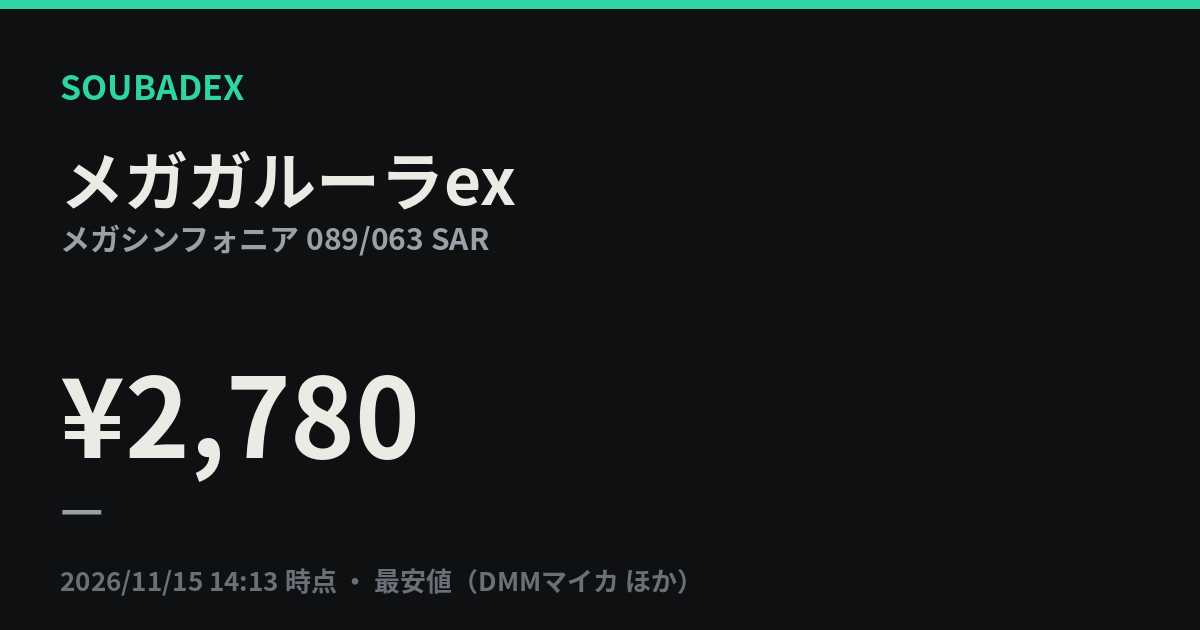 SOUBADEX
メガガルーラex
メガシンフォニア 089/063 SAR
¥2,780
—
2026/11/15 14:13 時点 ・ 最安値（DMMマイカ ほか）